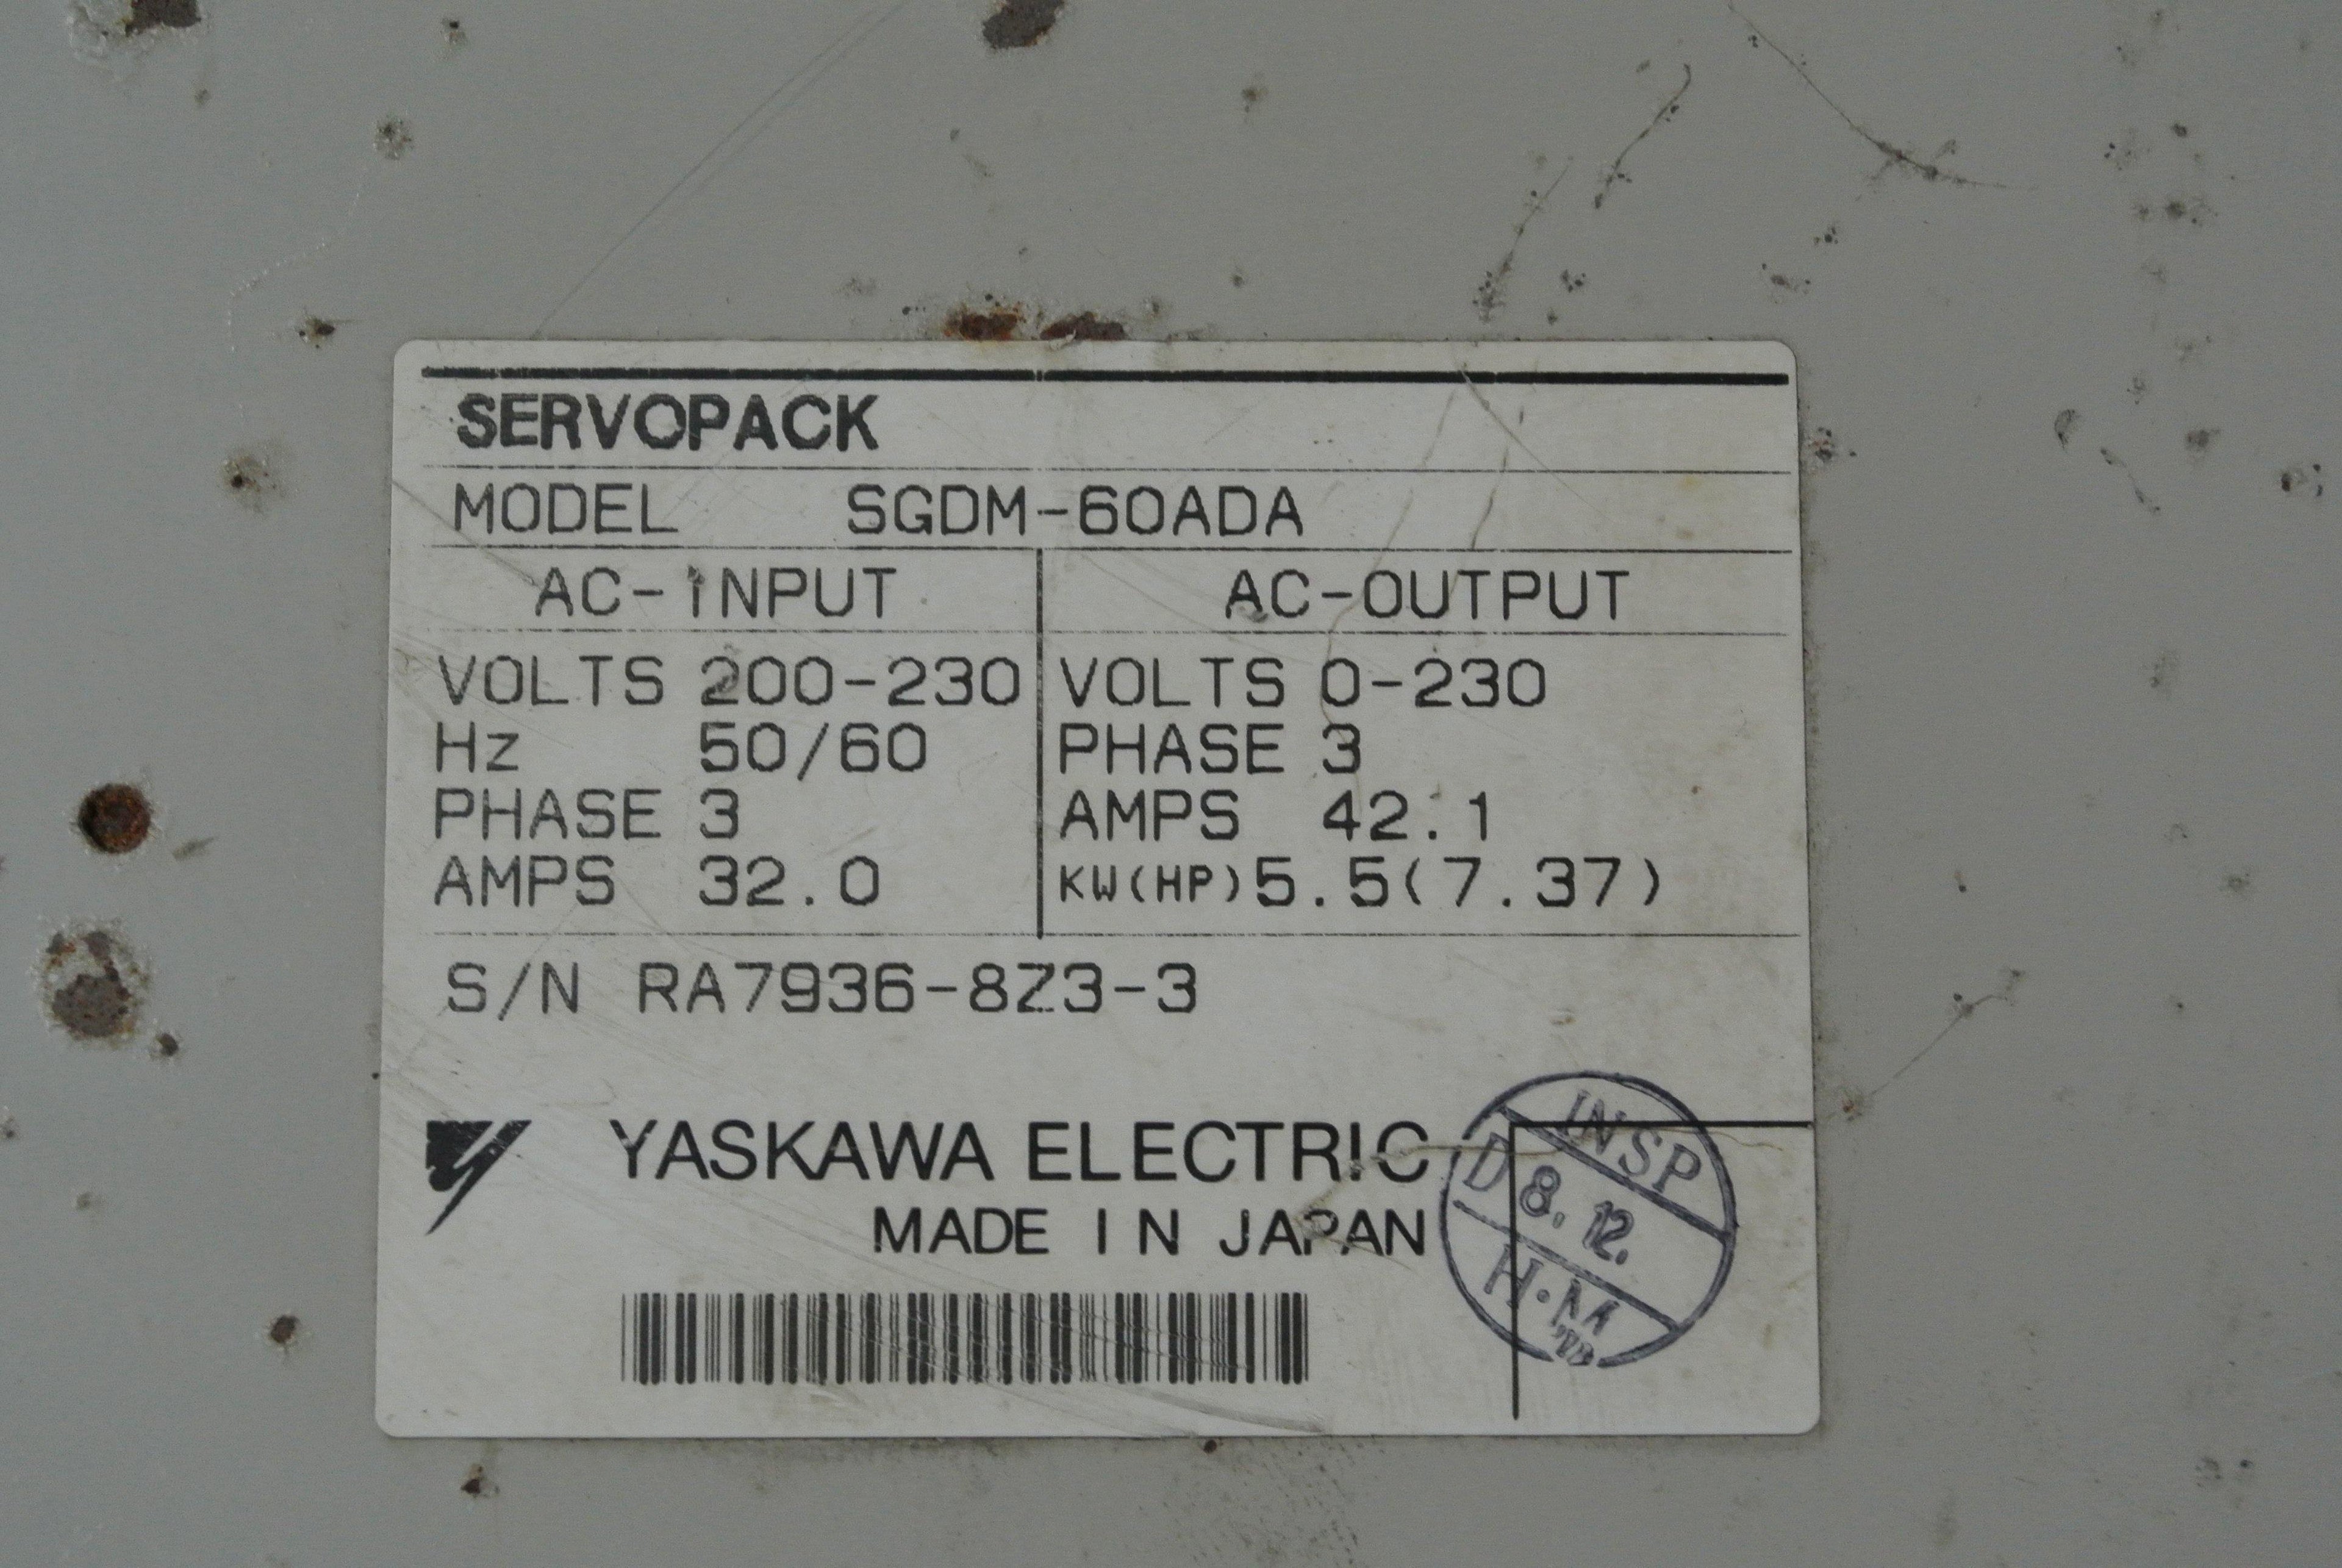 SERVOPACK
MODEL SGDM-60ADA
AC-INPUT AC-OUTPUT
VOLTS 200-230 VOLTS 0-230
Hz 50/60 PHASE 3
PHASE 3 AMPS 42.1
AMPS 32.0 KW(HP) 5.5(7.37)
S/N RA7936-8Z3-3
YASKAWA ELECTRIC
MADE IN JAPAN
INSP
D 8.12.
H.M